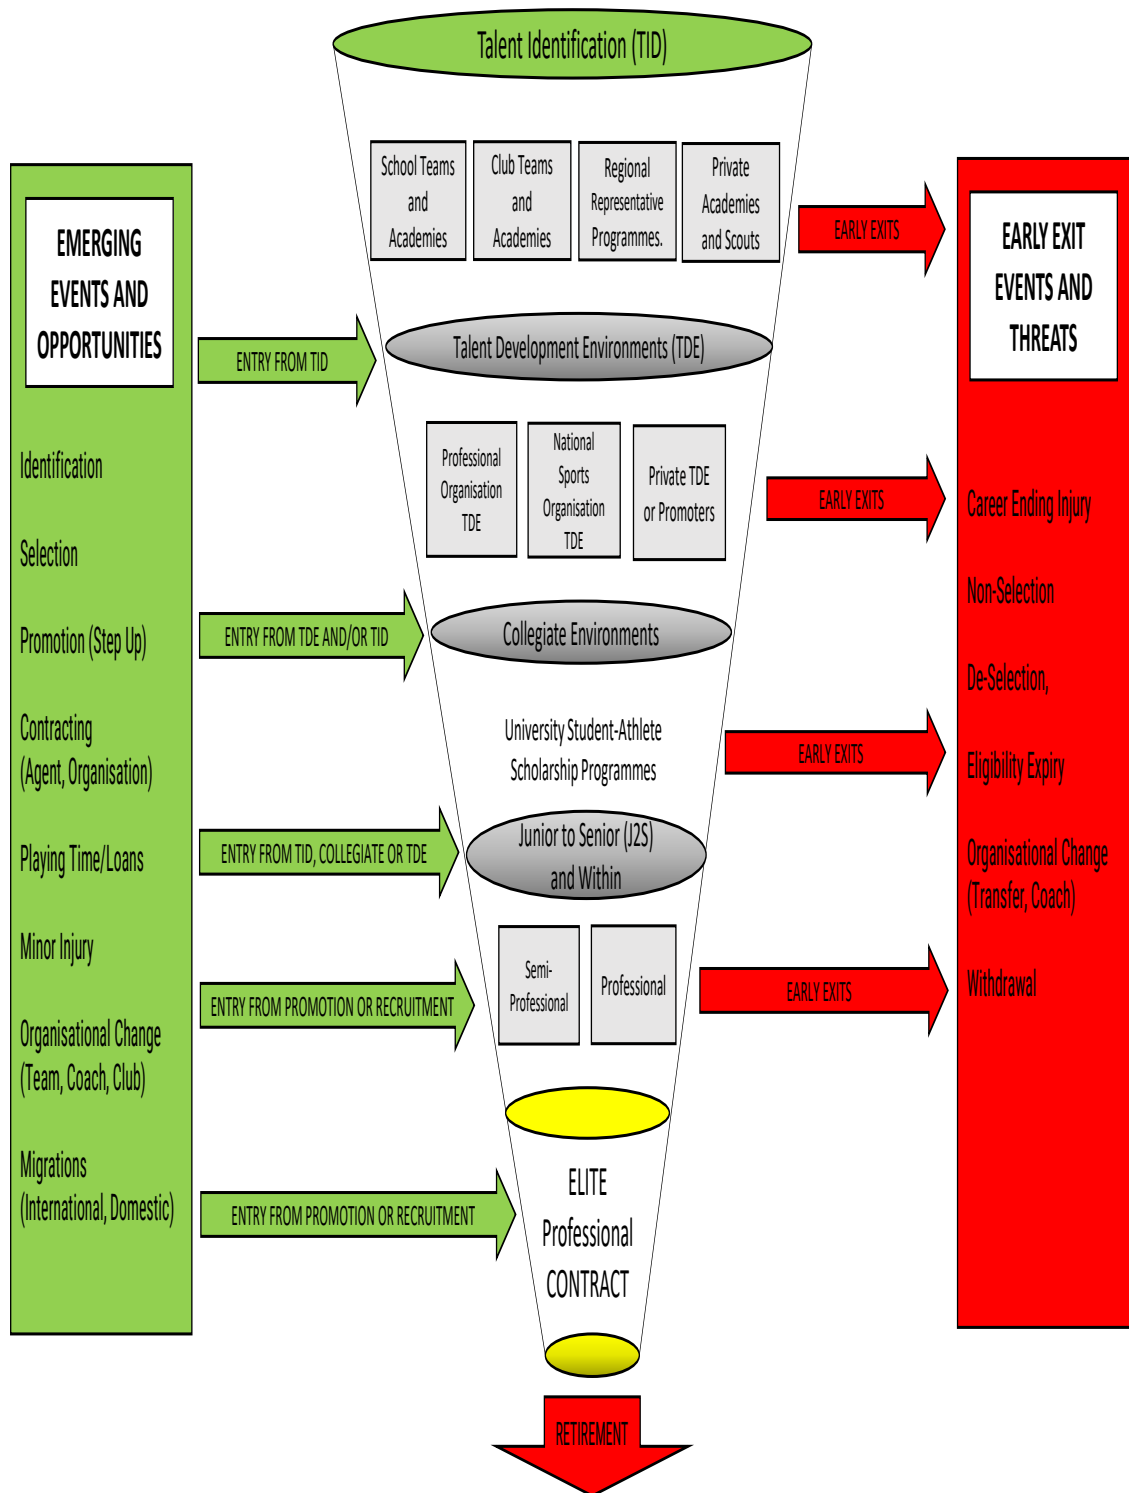 Talent Identification (TID)
School Teams
and
Academies
Club Teams
and
Academies
Regional
Representative
Programmes.
Private
Academies
and Scouts
EARLY EXITS
EMERGING
EVENTS AND
OPPORTUNITIES
EARLY EXIT
EVENTS AND
THREATS
ENTRY FROM TID
Talent Development Environments (TDE)
Professional
Organisation
TDE
National
Sports
Organisation
TDE
Private TDE
or Promoters
EARLY EXITS
Identification
Selection
Promotion (Step Up)
Contracting
(Agent, Organisation)
Playing Time/Loans
Minor Injury
Organisational Change
(Team, Coach, Club)
Migrations
(International, Domestic)
Career Ending Injury
Non-Selection
De-Selection,
Eligibility Expiry
Organisational Change
(Transfer, Coach)
Withdrawal
ENTRY FROM TDE AND/OR TID
Collegiate Environments
University Student-Athlete
Scholarship Programmes
EARLY EXITS
ENTRY FROM TID, COLLEGIATE OR TDE
Junior to Senior (J2S)
and Within
Semi-
Professional
Professional
EARLY EXITS
ENTRY FROM PROMOTION OR RECRUITMENT
ELITE
Professional
CONTRACT
ENTRY FROM PROMOTION OR RECRUITMENT
RETIREMENT